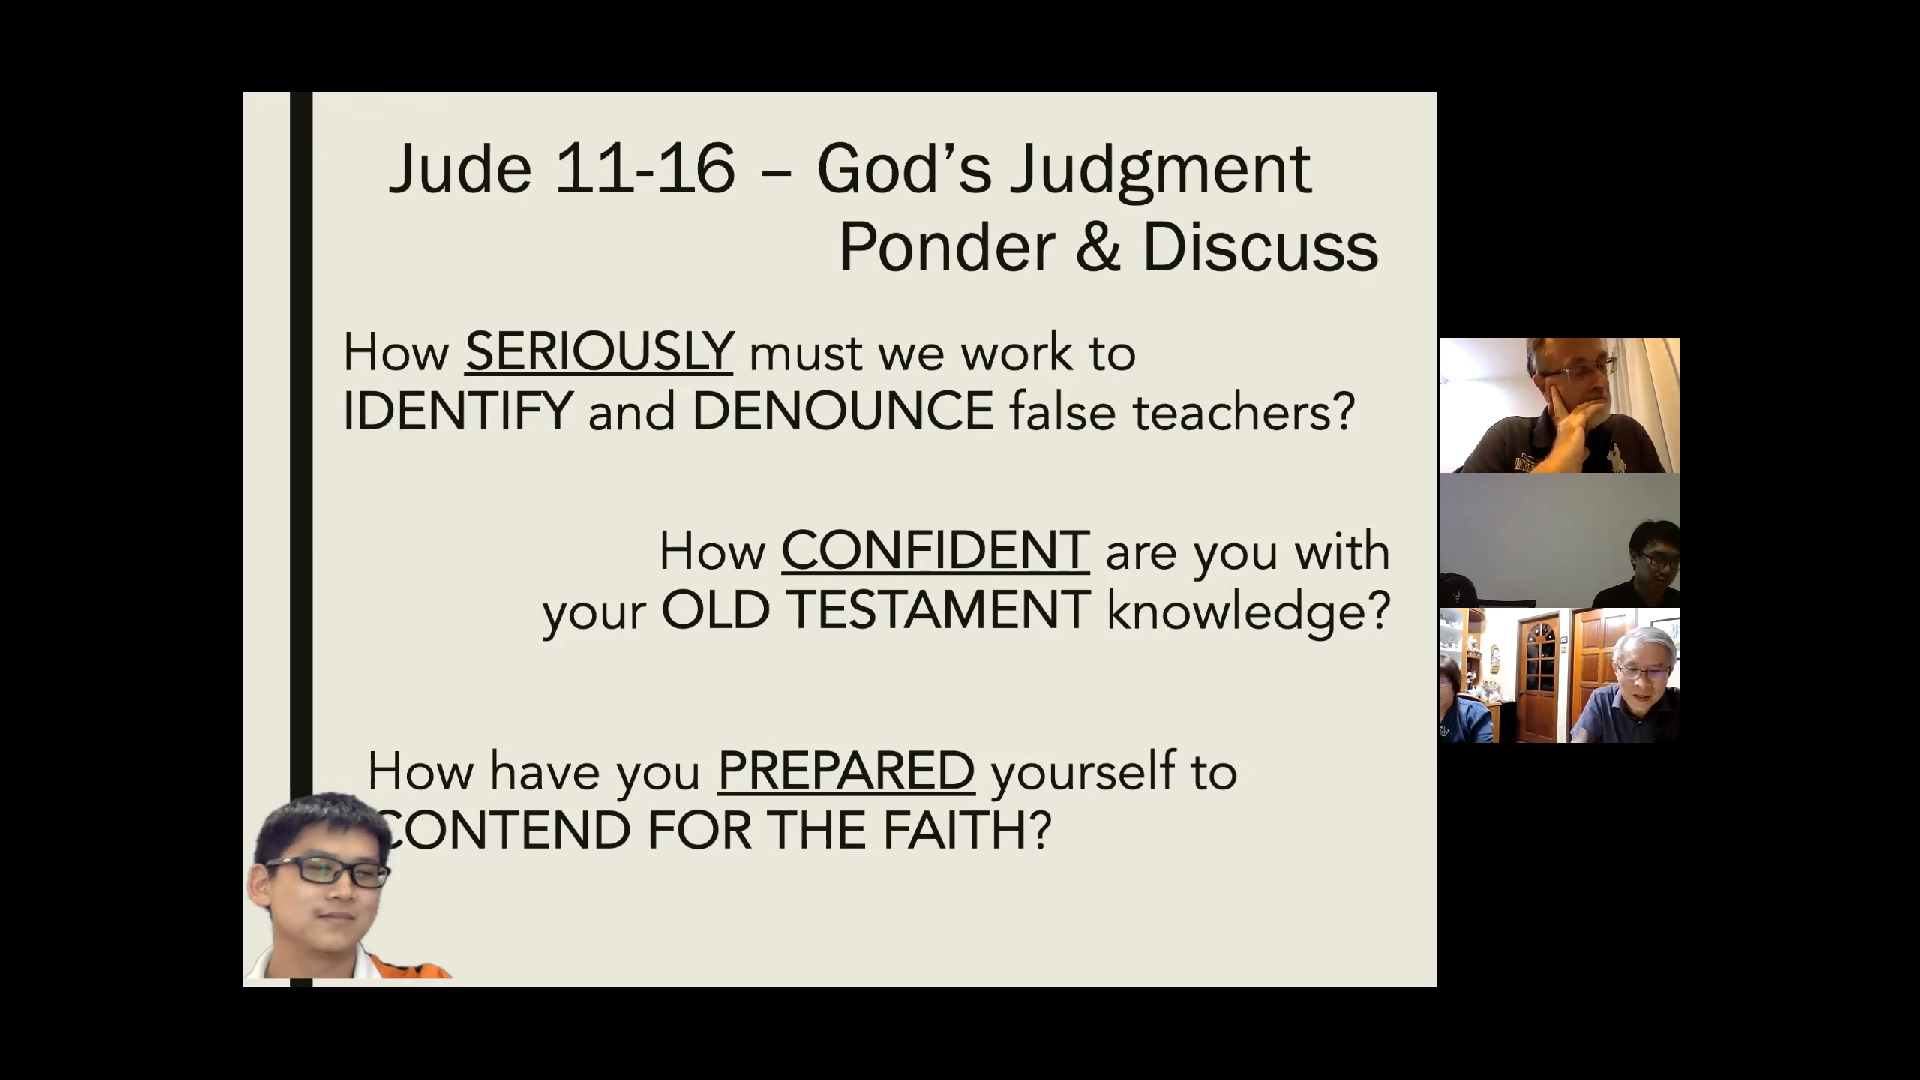 Jude 11-16 – God’s Judgment
Ponder & Discuss
How SERIOUSLY must we work to
IDENTIFY and DENOUNCE false teachers?
How CONFIDENT are you with
your OLD TESTAMENT knowledge?
How have you PREPARED yourself to
CONTEND FOR THE FAITH?